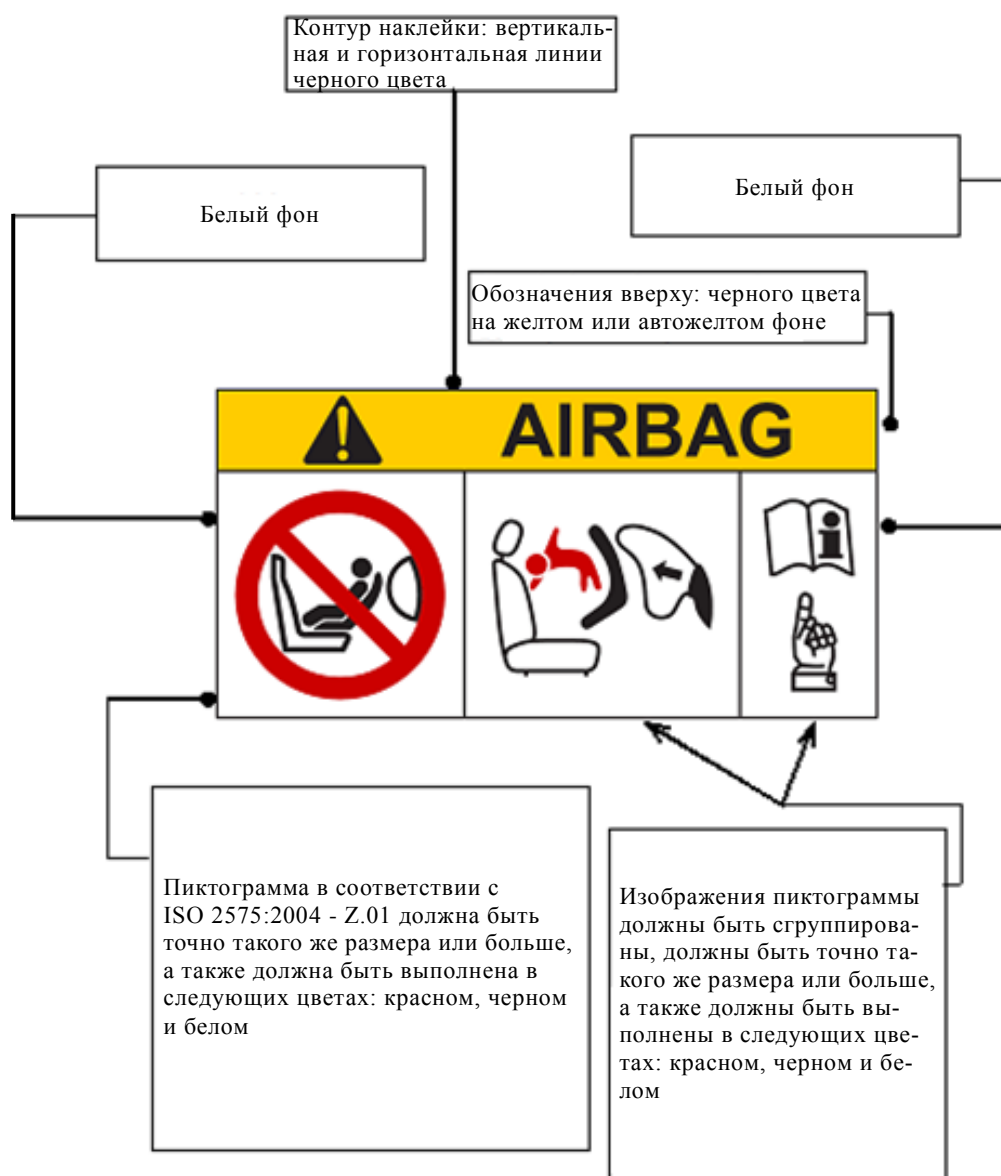 Контур наклейки: вертикаль-
ная и горизонтальная линии
черного цвета
Белый фон
Белый фон
Обозначения вверху: черного цвета
на желтом или автожелтом фоне
AIRBAG
Пиктограмма в соответствии с
ISO 2575:2004 - Z.01 должна быть
точно такого же размера или больше,
а также должна быть выполнена в
следующих цветах: красном, черном
и белом
Изображения пиктограммы
должны быть сгруппирова-
ны, должны быть точно та-
кого же размера или больше,
а также должны быть вы-
полнены в следующих цве-
тах: красном, черном и бе-
лом